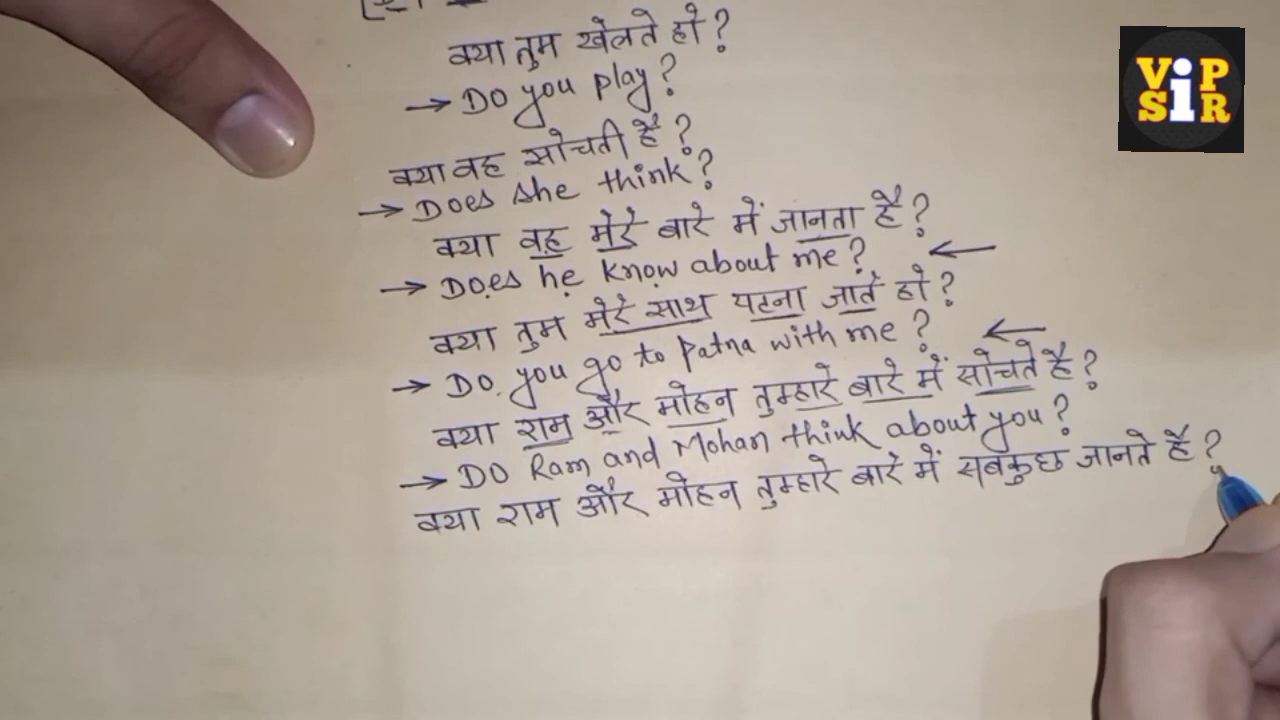 क्या तुम खेलते हो?
→ Do you play?
क्या वह सोचती है?
→ Does she think?
क्या वह मेरे बारे में जानता है?
→ Does he know about me?
क्या तुम मेरे साथ पटना जाते हो?
→ Do you go to Patna with me?
क्या राम और मोहन तुम्हारे बारे में सोचते है?
→ Do Ram and Mohan think about you?
क्या राम और मोहन तुम्हारे बारे में सबकुछ जानते है?
ViP
SiR